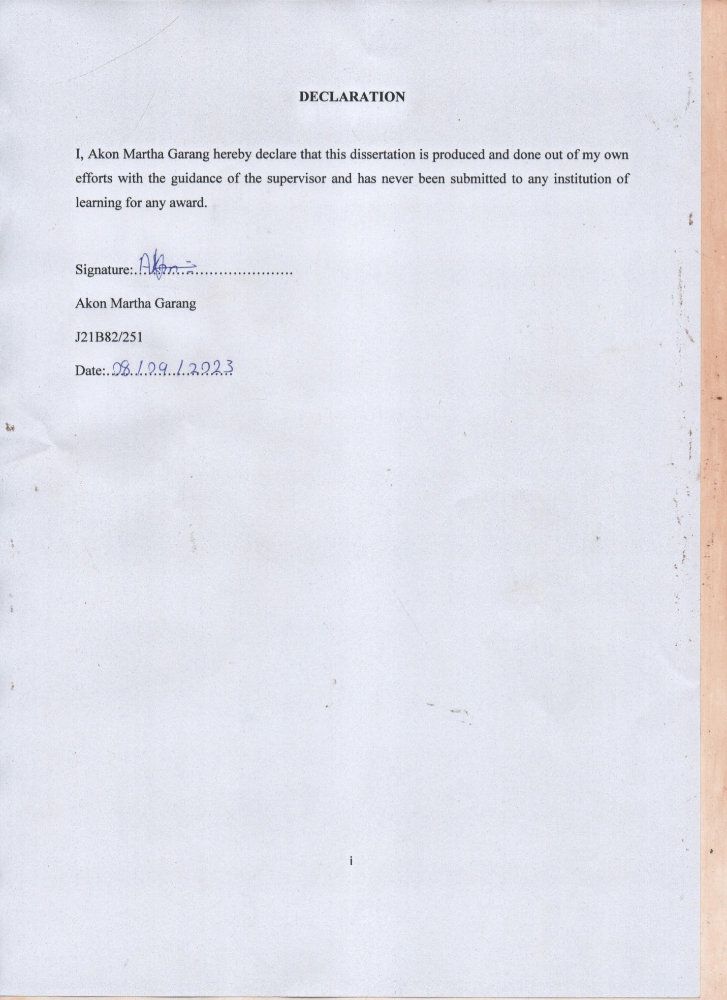 DECLARATION
I, Akon Martha Garang hereby declare that this dissertation is produced and done out of my own
efforts with the guidance of the supervisor and has never been submitted to any institution of
learning for any award.
Signature:...Akon....................................
Akon Martha Garang
J21B82/251
Date:..08./.09./.2023
i